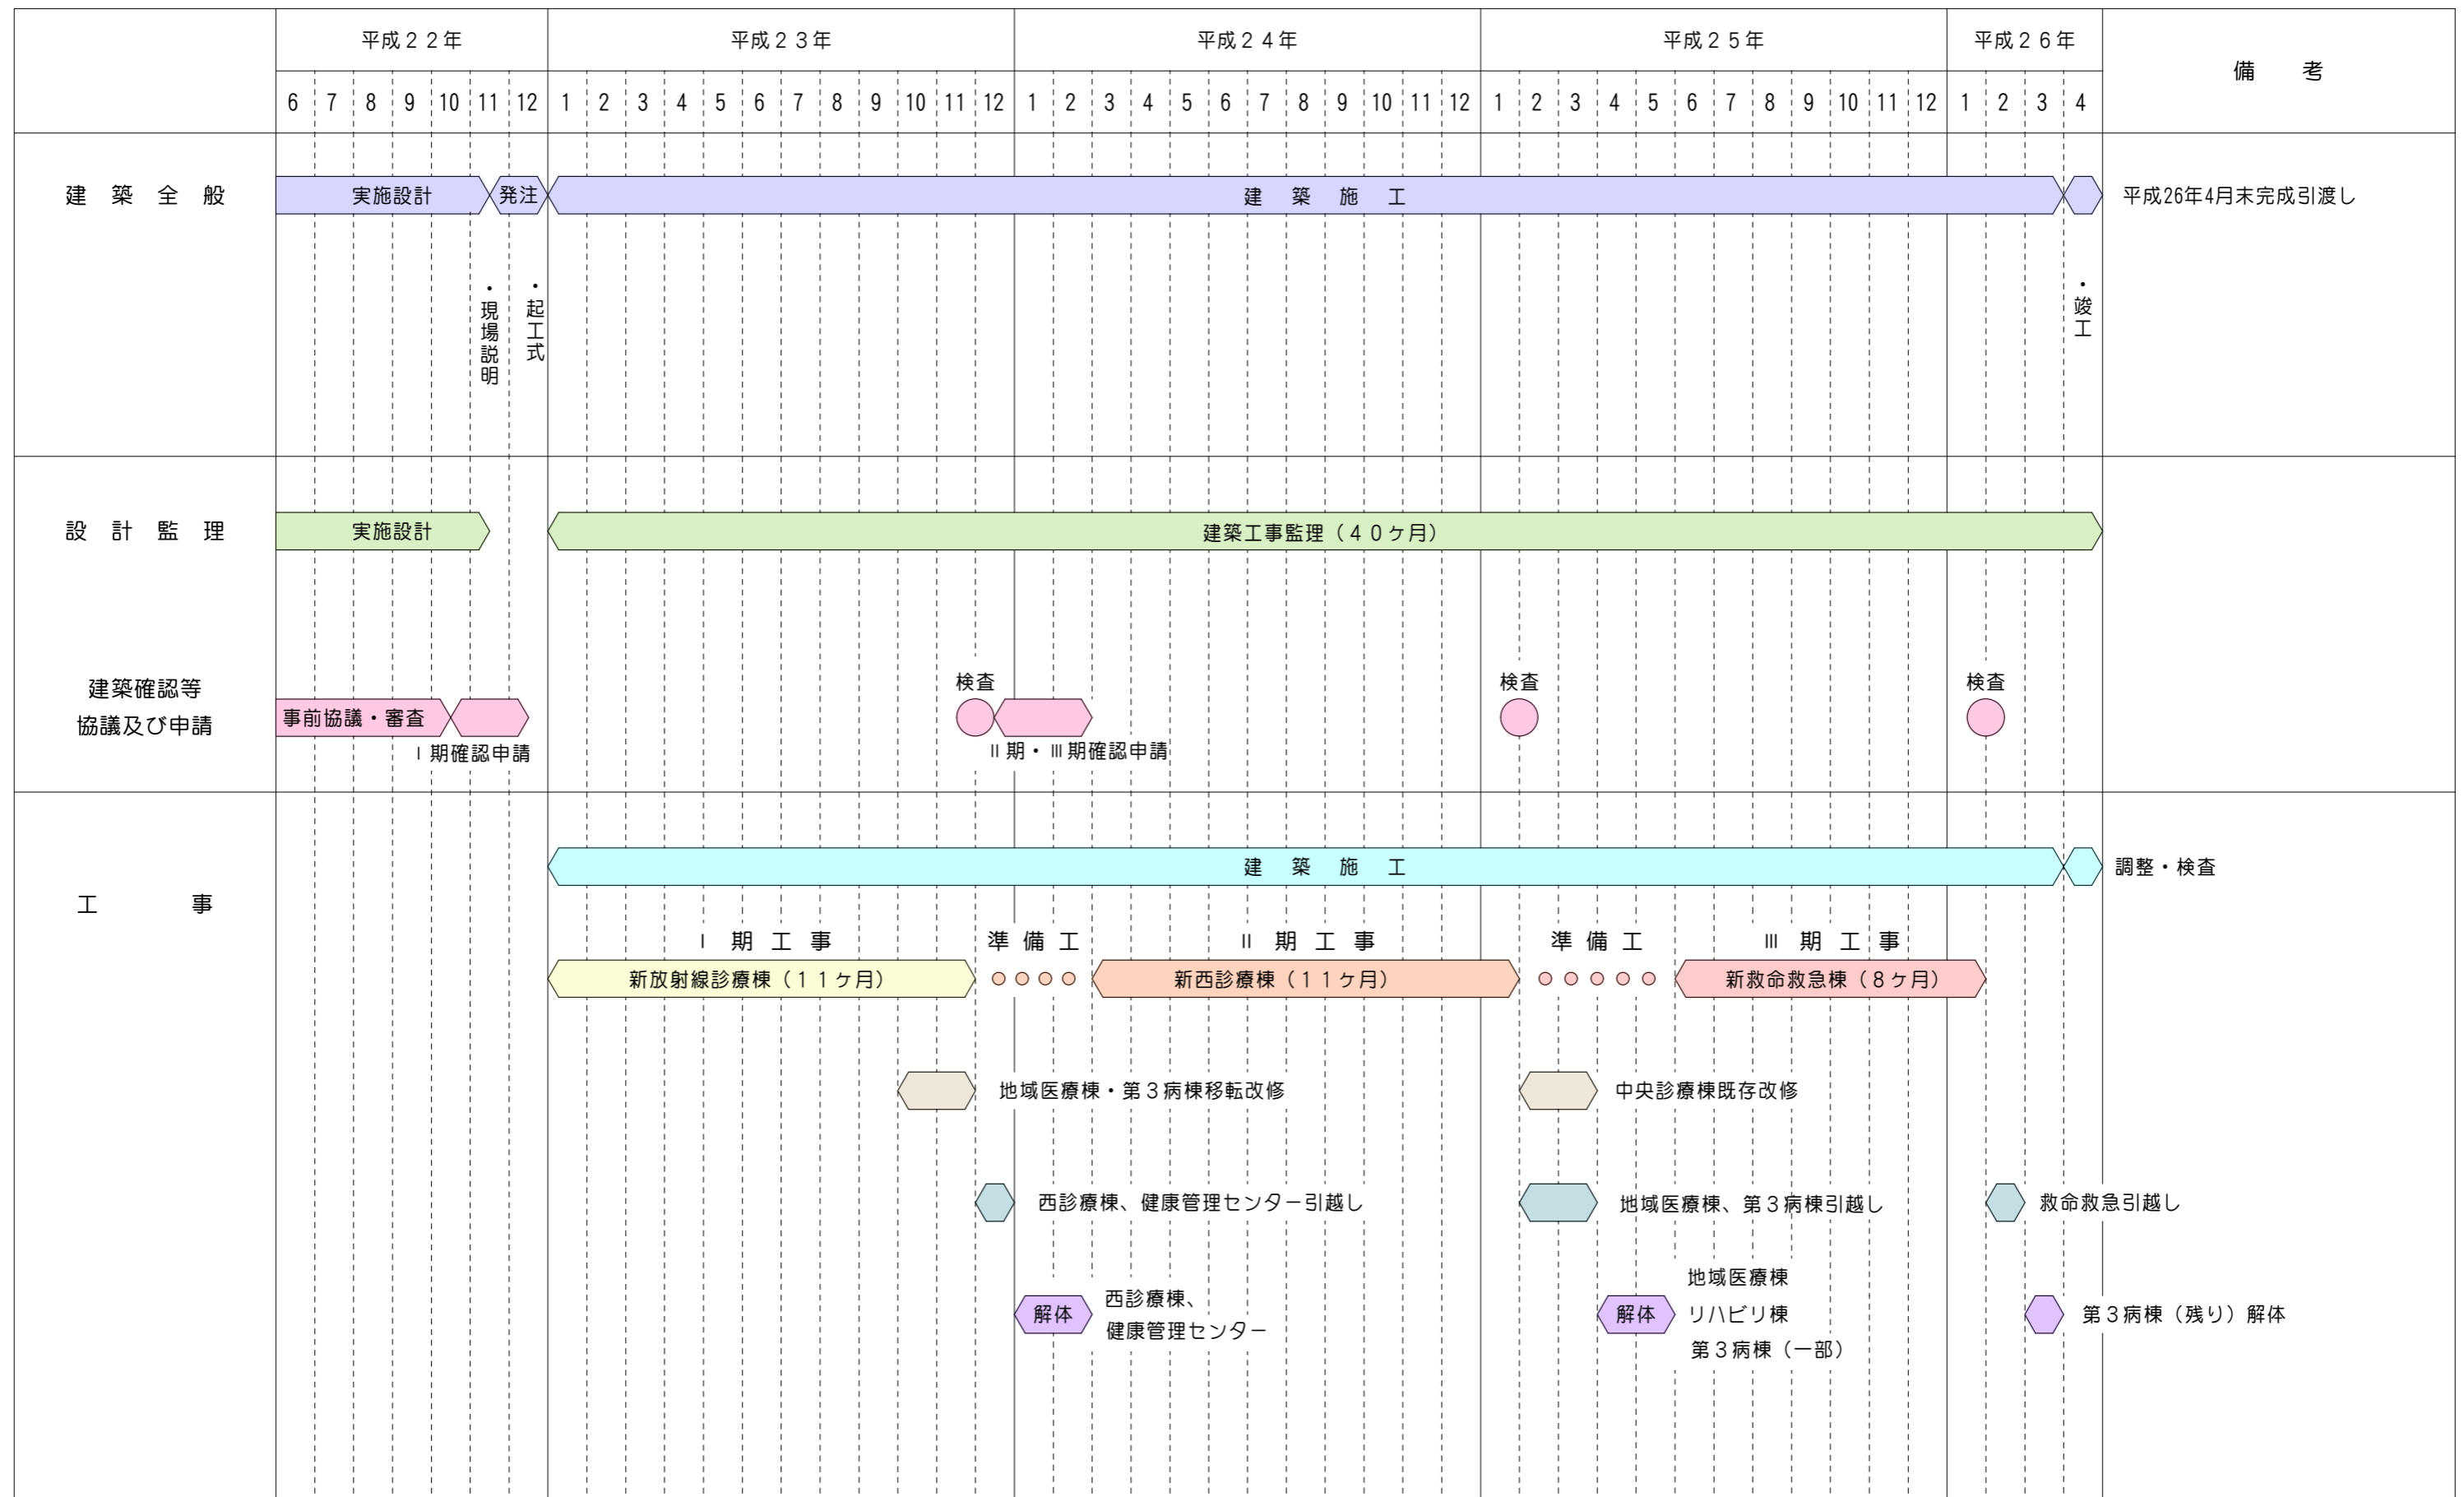 平成２２年
平成２３年
平成２４年
平成２５年
平成２６年
備　考
6 7 8 9 10 11 12 1 2 3 4 5 6 7 8 9 10 11 12 1 2 3 4 5 6 7 8 9 10 11 12 1 2 3 4 5 6 7 8 9 10 11 12 1 2 3 4
建築全般
実施設計
発注
建築施工
平成26年4月末完成引渡し
・現場説明
・起工式
・竣工
設計監理
実施設計
建築工事監理（４０ヶ月）
建築確認等
協議及び申請
検査
検査
検査
事前協議・審査
Ⅰ期確認申請
Ⅱ期・Ⅲ期確認申請
工事
建築施工
調整・検査
Ⅰ期工事
準備工
Ⅱ期工事
準備工
Ⅲ期工事
新放射線診療棟（１１ヶ月）
新西診療棟（１１ヶ月）
新救命救急棟（８ヶ月）
地域医療棟・第３病棟移転改修
中央診療棟既存改修
西診療棟、健康管理センター引越し
地域医療棟、第３病棟引越し
救命救急引越し
解体
西診療棟、
健康管理センター
解体
地域医療棟
リハビリ棟
第３病棟（一部）
第３病棟（残り）解体